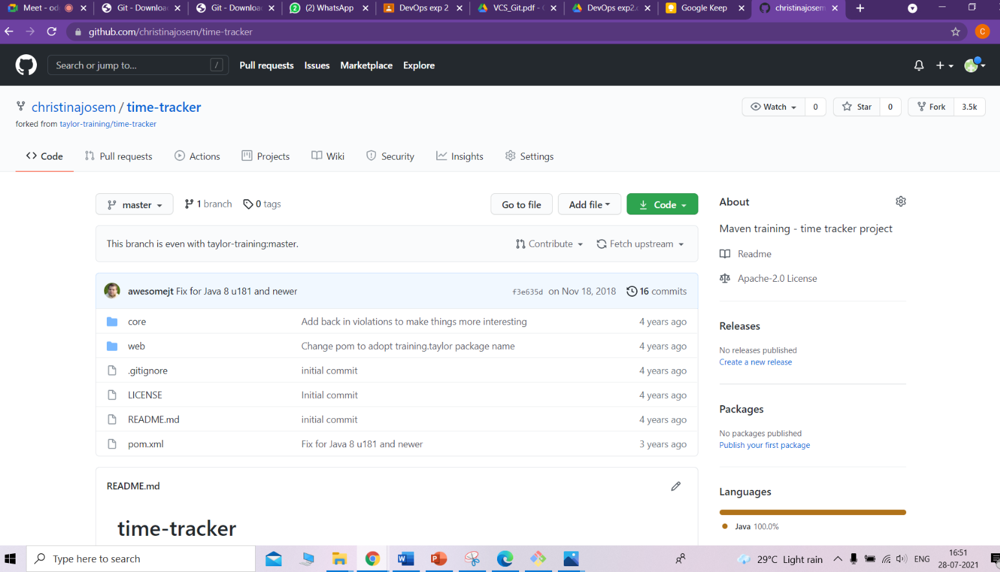 Meet - od
Git - Downloa
Git - Downloa
(2) WhatsApp
DevOps exp 2
VCS_Git.pdf -
DevOps exp2.
Google Keep
christinajosem
github.com/christinajosem/time-tracker
C
Search or jump to...
/
Pull requests
Issues
Marketplace
Explore
christinajosem / time-tracker
forked from taylor-training/time-tracker
Watch 0
Star 0
Fork 3.5k
Code
Pull requests
Actions
Projects
Wiki
Security
Insights
Settings
master
1 branch
0 tags
Go to file
Add file
Code
This branch is even with taylor-training:master.
Contribute
Fetch upstream
awesomejt Fix for Java 8 u181 and newer f3e635d on Nov 18, 2018 16 commits
core Add back in violations to make things more interesting 4 years ago
web Change pom to adopt training.taylor package name 4 years ago
.gitignore initial commit 4 years ago
LICENSE Initial commit 4 years ago
README.md initial commit 4 years ago
pom.xml Fix for Java 8 u181 and newer 3 years ago
README.md
time-tracker
About
Maven training - time tracker project
Readme
Apache-2.0 License
Releases
No releases published
Create a new release
Packages
No packages published
Publish your first package
Languages
Java 100.0%
Type here to search
29°C Light rain
ENG
16:51
28-07-2021